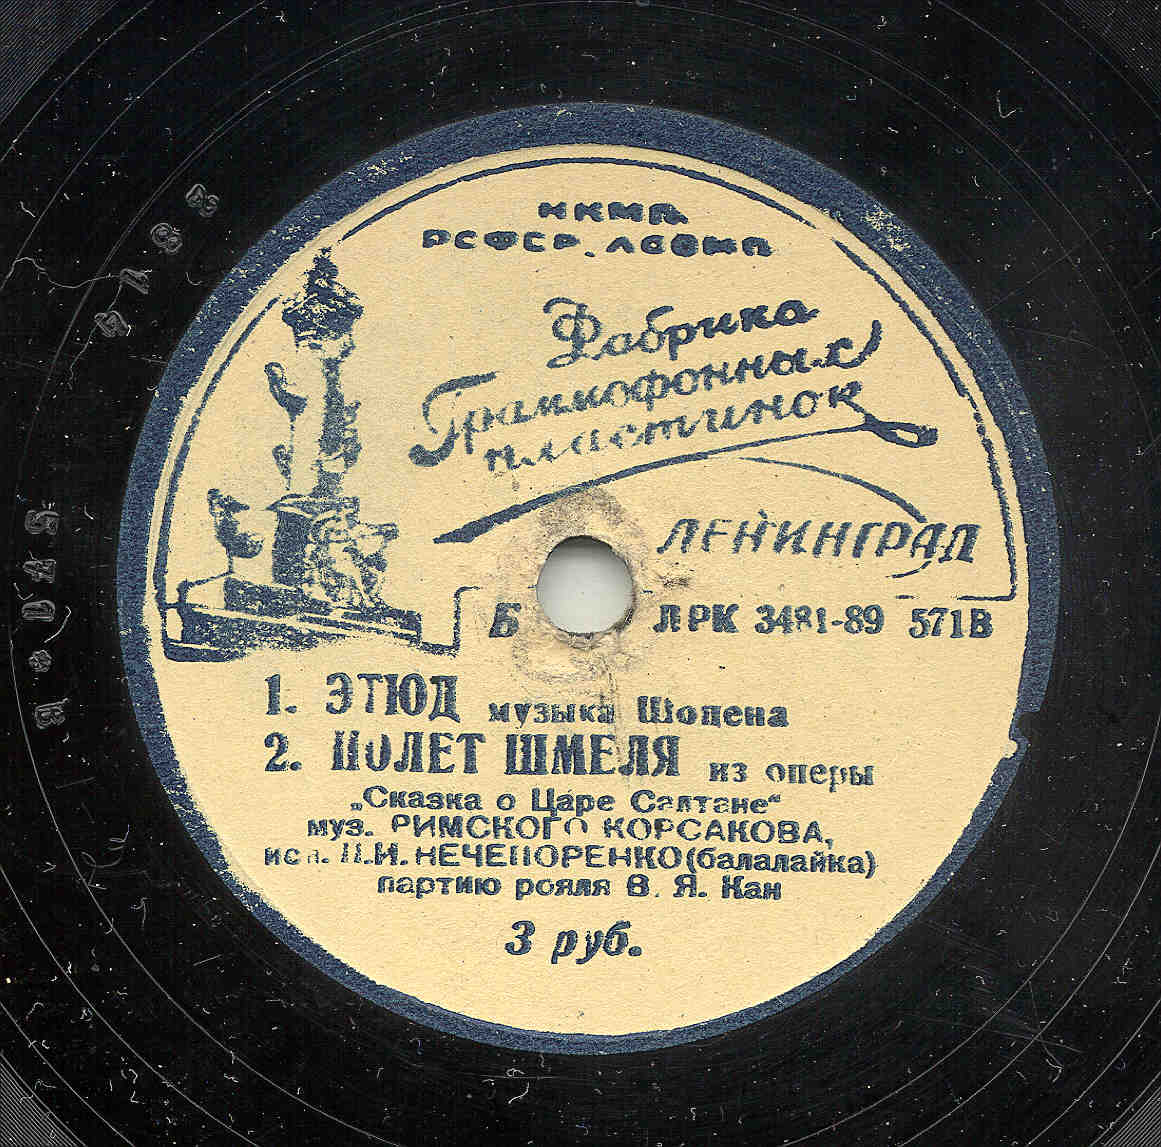 НКМП
РСФСР. ЛСОМП
Фабрика
Граммофонных
пластинок
ЛЕНИНГРАД
Б ЛРК 3481-89 571В
1. ЭТЮД музыка Шопена
2. ПОЛЕТ ШМЕЛЯ из оперы
„Сказка о Царе Салтане“
муз. РИМСКОГО КОРСАКОВА,
исп. П.И. НЕЧЕПОРЕНКО (балалайка)
партию рояля В. Я. Кан
3 руб.